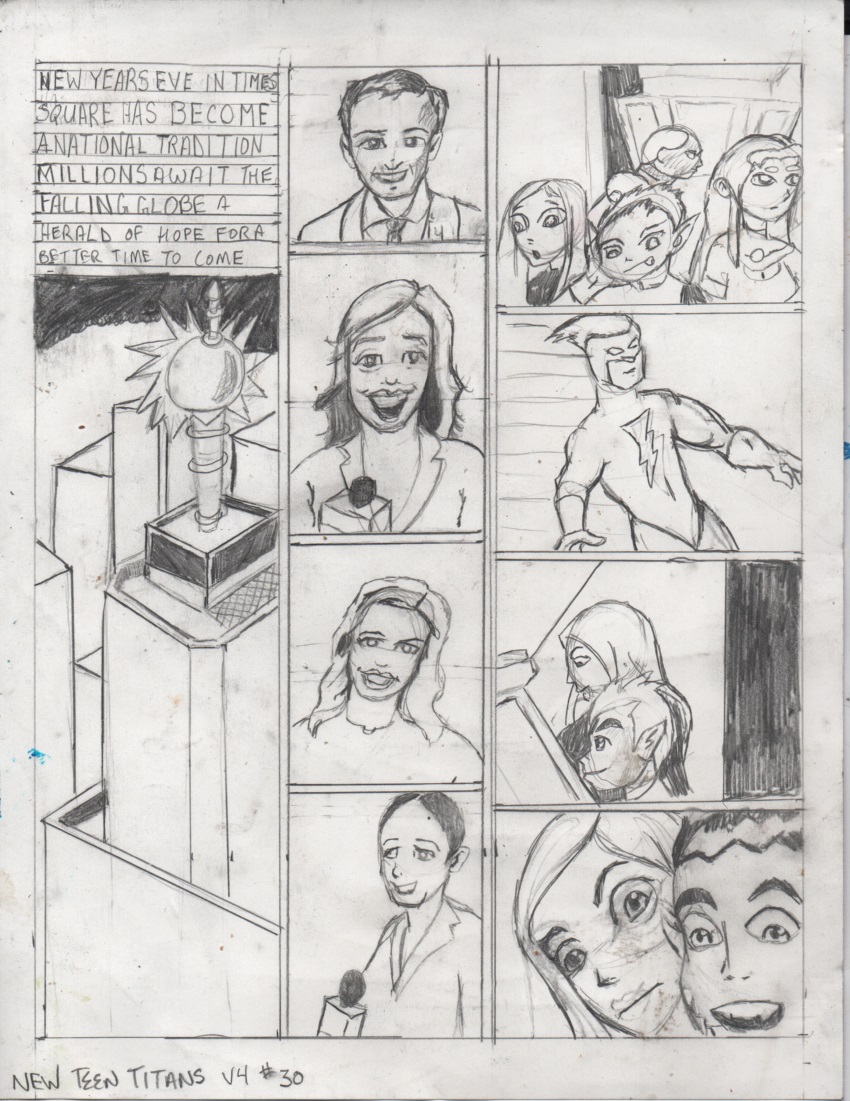 NEW YEARS EVE IN TIMES
SQUARE HAS BECOME
A NATIONAL TRADITION
MILLIONS AWAIT THE
FALLING GLOBE A
HERALD OF HOPE FOR A
BETTER TIME TO COME
NEW TEEN TITANS V4 #30